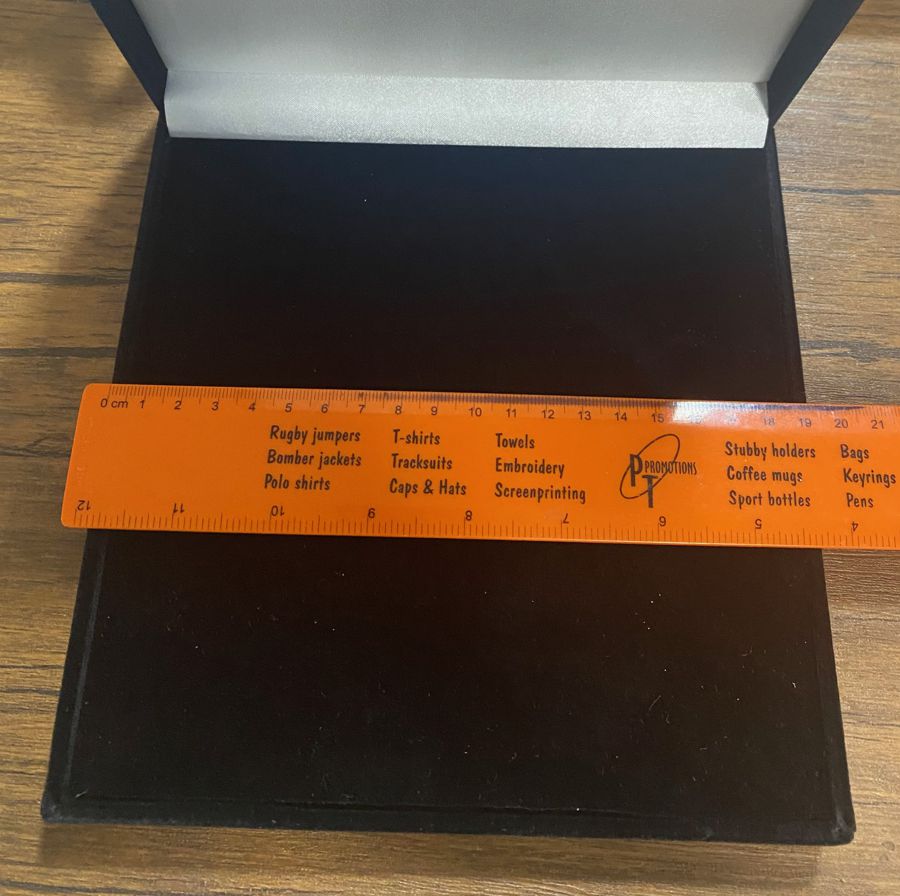 0 cm 1 2 3 4 5 6 7 8 9 10 11 12 13 14 15 18 19 20 21
Rugby jumpers
Bomber jackets
Polo shirts
T-shirts
Tracksuits
Caps & Hats
Towels
Embroidery
Screenprinting
PT PROMOTIONS
Stubby holders
Coffee mugs
Sport bottles
Bags
Keyrings
Pens
12 11 10 9 8 7 6 5 4